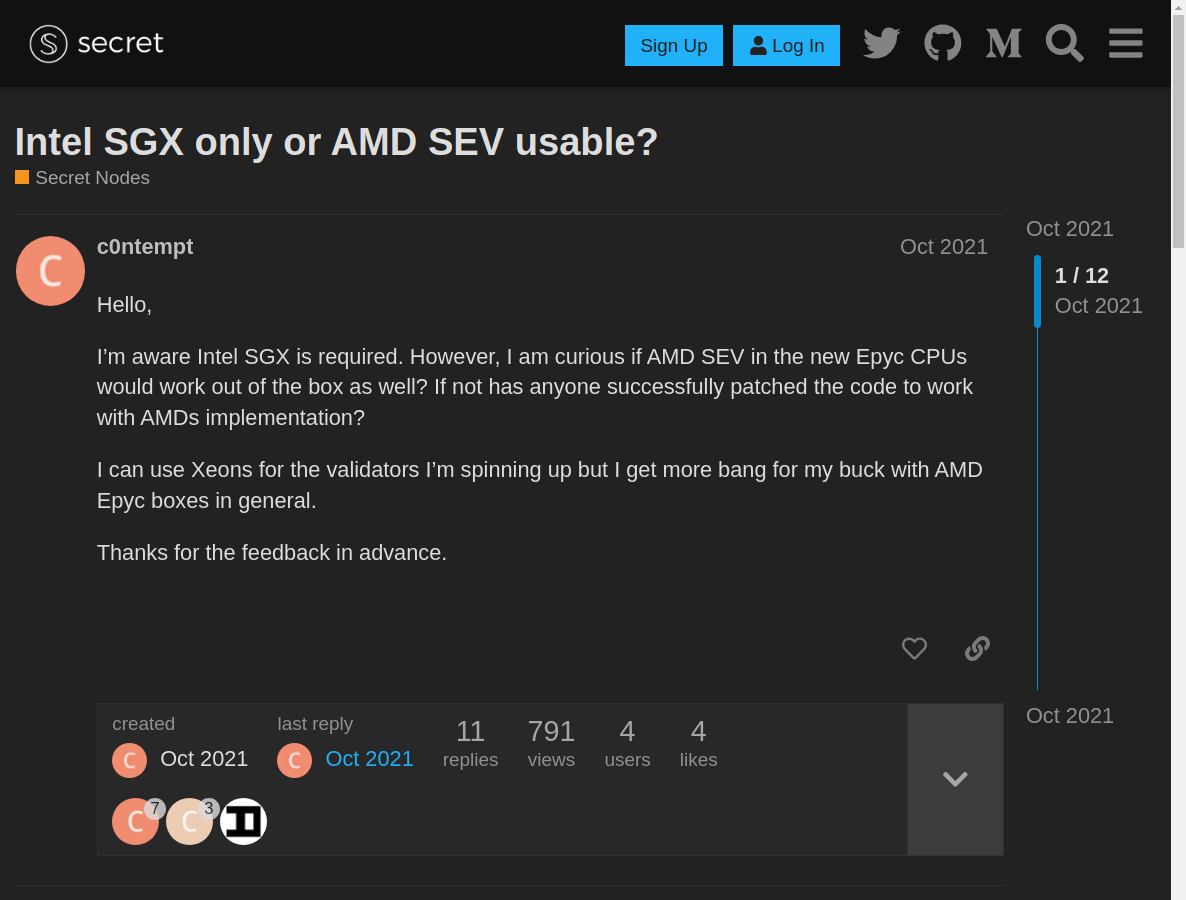 secret
Sign Up
Log In
Intel SGX only or AMD SEV usable?
Secret Nodes
c0ntempt
Oct 2021
Hello,
I’m aware Intel SGX is required. However, I am curious if AMD SEV in the new Epyc CPUs
would work out of the box as well? If not has anyone successfully patched the code to work
with AMDs implementation?
I can use Xeons for the validators I’m spinning up but I get more bang for my buck with AMD
Epyc boxes in general.
Thanks for the feedback in advance.
Oct 2021
1 / 12
Oct 2021
Oct 2021
created
Oct 2021
last reply
Oct 2021
11
replies
791
views
4
users
4
likes
7
3